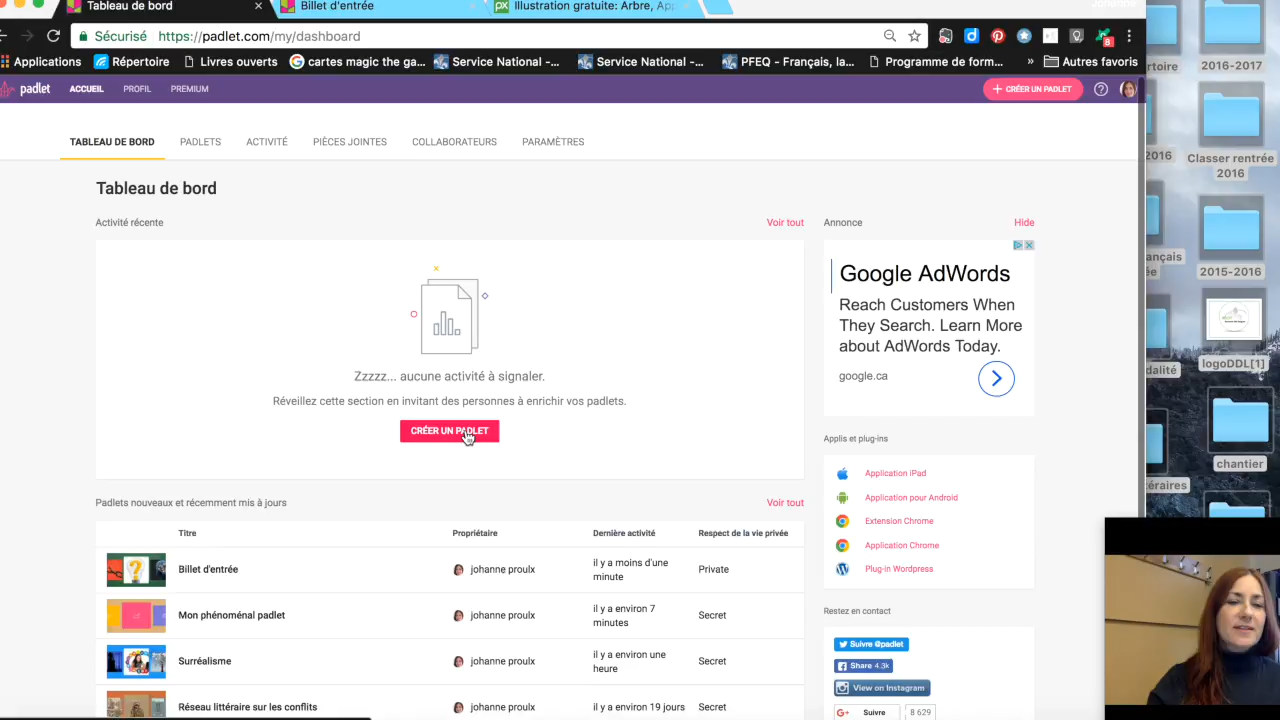 Tableau de bord
Billet d'entrée
Illustration gratuite: Arbre, App
Sécurisé https://padlet.com/my/dashboard
Applications
Répertoire
Livres ouverts
cartes magic the ga...
Service National -...
Service National -...
PFEQ - Français, la...
Programme de form...
»
Autres favoris
padlet
ACCUEIL
PROFIL
PREMIUM
+ CRÉER UN PADLET
TABLEAU DE BORD
PADLETS
ACTIVITÉ
PIÈCES JOINTES
COLLABORATEURS
PARAMÈTRES
Tableau de bord
Activité récente
Voir tout
Zzzzz... aucune activité à signaler.
Réveillez cette section en invitant des personnes à enrichir vos padlets.
CRÉER UN PADLET
Padlets nouveaux et récemment mis à jours
Voir tout
Titre
Propriétaire
Dernière activité
Respect de la vie privée
Billet d'entrée
johanne proulx
il y a moins d'une
minute
Private
Mon phénoménal padlet
johanne proulx
il y a environ 7
minutes
Secret
Surréalisme
johanne proulx
il y a environ une
heure
Secret
Réseau littéraire sur les conflits
johanne proulx
il y a environ 19 jours
Secret
Annonce
Hide
Google AdWords
Reach Customers When
They Search. Learn More
about AdWords Today.
google.ca
Applis et plug-ins
Application iPad
Application pour Android
Extension Chrome
Application Chrome
Plug-in Wordpress
Restez en contact
Suivre @padlet
Share 4.3k
View on Instagram
G+ Suivre
8 629
rtoire
2016-2017
2016
Classer rentrée
2016
ançais
ée
2015-2016
dalité
logoDDL[1]
chantier
éraires